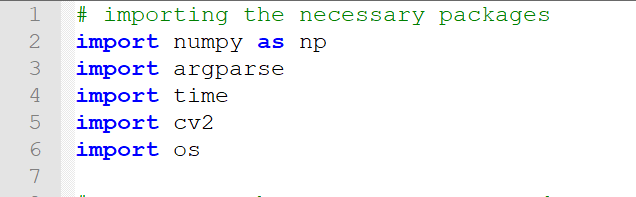 1 # importing the necessary packages
2 import numpy as np
3 import argparse
4 import time
5 import cv2
6 import os
7